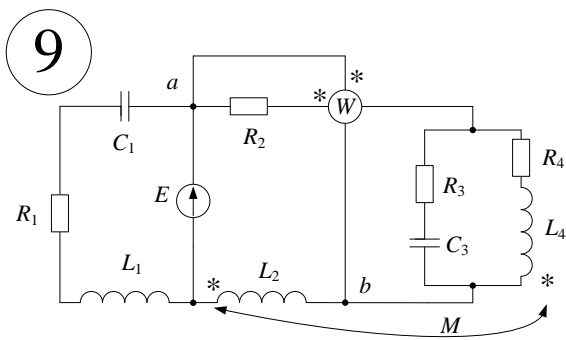 9
a
*
*
W
C₁
R₂
R₄
R₃
E
R₁
L₄
C₃
L₁
L₂
*
b
*
M